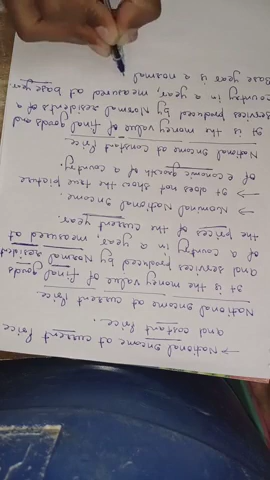 → National Income at current Price
and costant Price.
National Income at current Price
It is the money value of final goods
and services produced by Normal resident
of a country in a year measured at
the prices of the current year.
→ Nominal National Income
→ It does not show the true picture
of economic growth of a country.
National Income at constant Price
It is the money value of final goods and
services produced by Normal residents of a
country in a year measured at base year
Base year is a normal